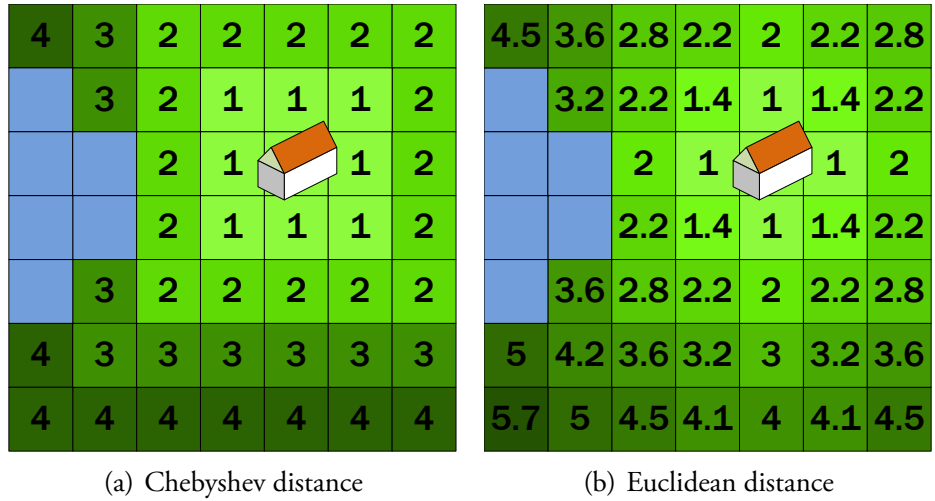 4 3 2 2 2 2 2
3 2 1 1 1 2
2 1 1 2
2 1 1 1 2
3 2 2 2 2 2
4 3 3 3 3 3 3
4 4 4 4 4 4 4
(a) Chebyshev distance
4.5 3.6 2.8 2.2 2 2.2 2.8
3.2 2.2 1.4 1 1.4 2.2
2 1 1 2
2.2 1.4 1 1.4 2.2
3.6 2.8 2.2 2 2.2 2.8
5 4.2 3.6 3.2 3 3.2 3.6
5.7 5 4.5 4.1 4 4.1 4.5
(b) Euclidean distance